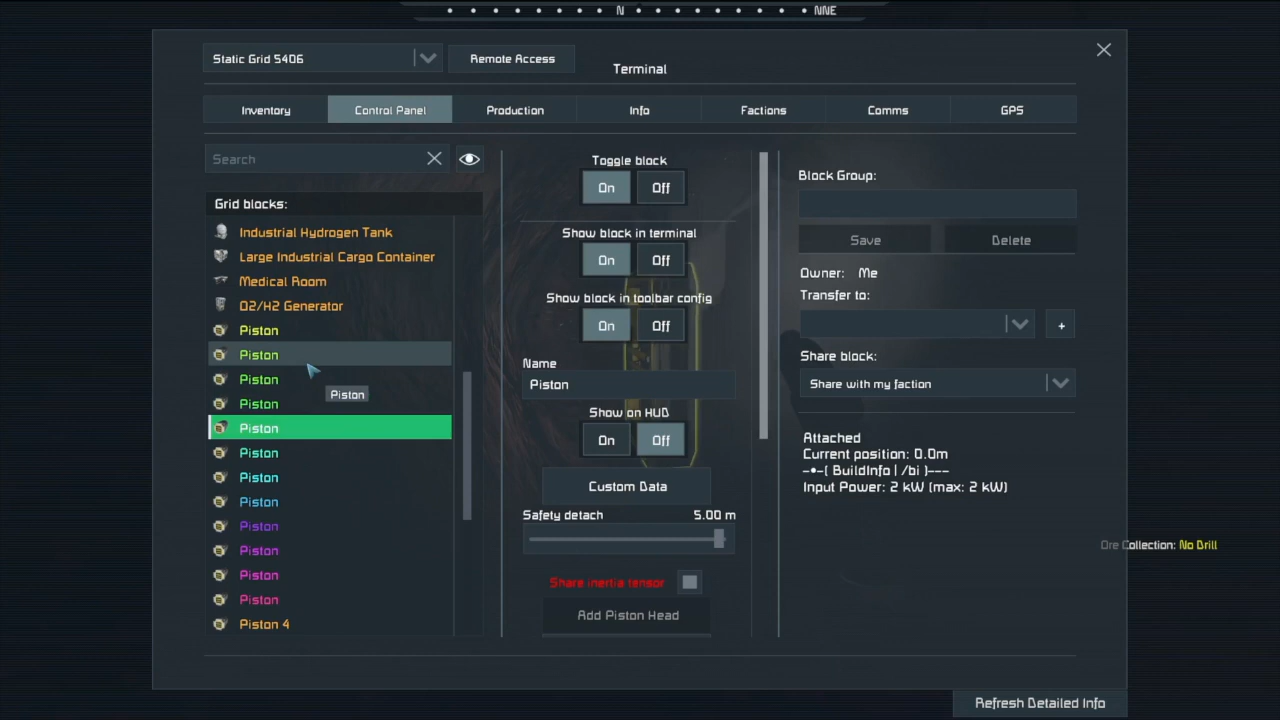 N
NNE
Static Grid 5406
Remote Access
Terminal
Inventory
Control Panel
Production
Info
Factions
Comms
GPS
Search
Grid blocks:
Industrial Hydrogen Tank
Large Industrial Cargo Container
Medical Room
O2/H2 Generator
Piston
Piston
Piston
Piston
Piston
Piston
Piston
Piston
Piston
Piston
Piston
Piston
Piston 4
Piston
Toggle block
On
Off
Show block in terminal
On
Off
Show block in toolbar config
On
Off
Name
Piston
Show on HUD
On
Off
Custom Data
Safety detach
5.00 m
Share inertia tensor
Add Piston Head
Block Group:
Save
Delete
Owner: Me
Transfer to:
+
Share block:
Share with my faction
Attached
Current position: 0.0m
-•-( BuildInfo | /bi )---
Input Power: 2 kW (max: 2 kW)
Ore Collection: No Drill
Refresh Detailed Info